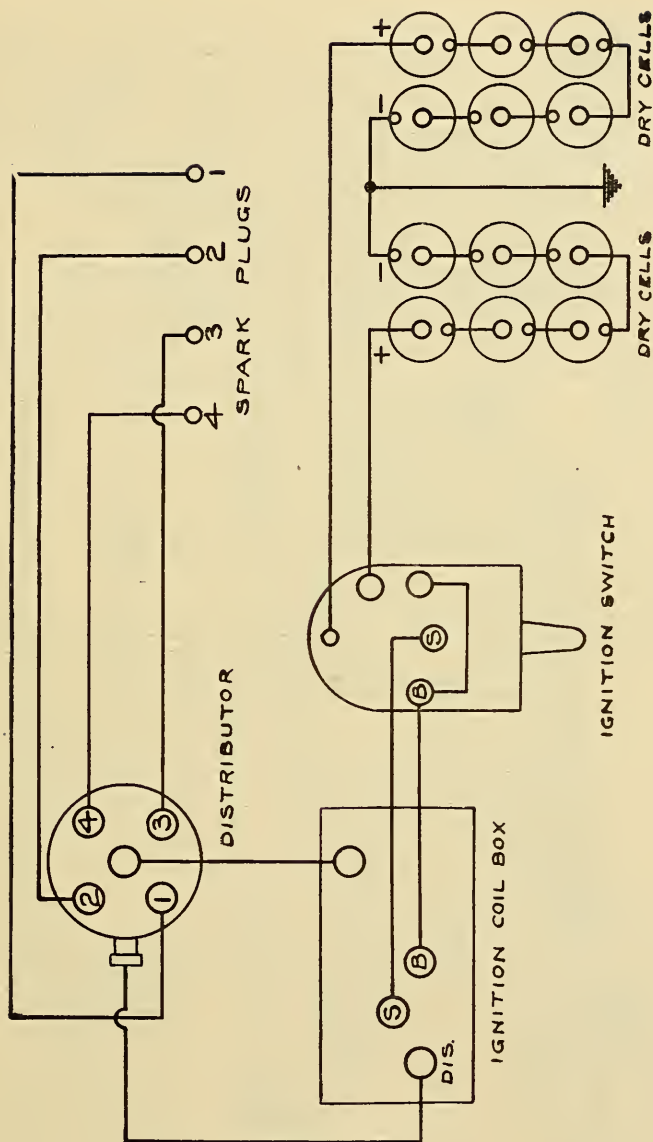 2 4
1 3
DISTRIBUTOR
4 3 2 1
SPARK PLUGS
S
B
DIS.
IGNITION COIL BOX
B S
IGNITION SWITCH
+ − − +
DRY CELLS
DRY CELLS